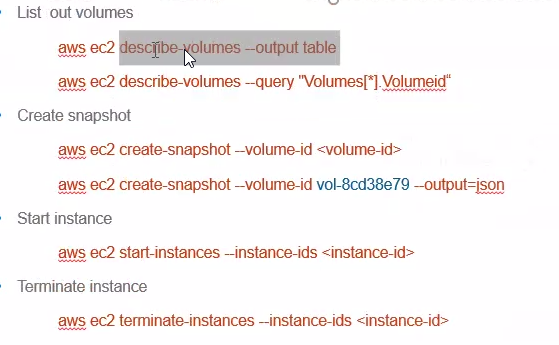 List out volumes
aws ec2 describe-volumes --output table
aws ec2 describe-volumes --query "Volumes[*].Volumeid“
Create snapshot
aws ec2 create-snapshot --volume-id <volume-id>
aws ec2 create-snapshot --volume-id vol-8cd38e79 --output=json
Start instance
aws ec2 start-instances --instance-ids <instance-id>
Terminate instance
aws ec2 terminate-instances --instance-ids <instance-id>